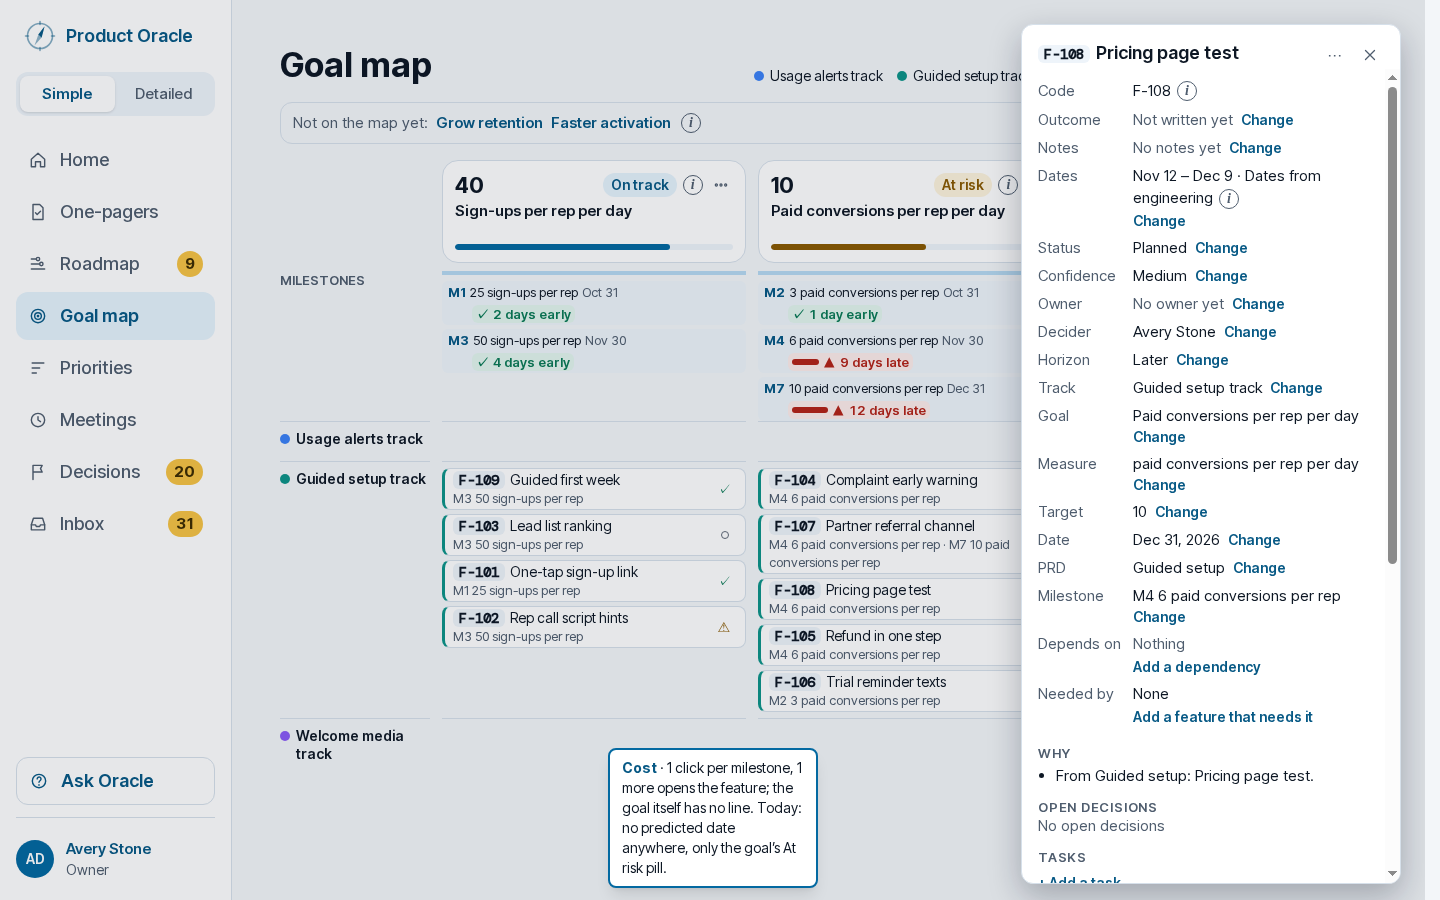 Product Oracle
Simple
Detailed
Home
One-pagers
Roadmap 9
Goal map
Priorities
Meetings
Decisions 20
Inbox 31
Ask Oracle
AD
Avery Stone
Owner
Goal map
Usage alerts track
Guided setup trac
Not on the map yet: Grow retention Faster activation i
40
On track i •••
Sign-ups per rep per day
10
At risk i
Paid conversions per rep per day
MILESTONES
M1 25 sign-ups per rep Oct 31
✓ 2 days early
M3 50 sign-ups per rep Nov 30
✓ 4 days early
M2 3 paid conversions per rep Oct 31
✓ 1 day early
M4 6 paid conversions per rep Nov 30
▲ 9 days late
M7 10 paid conversions per rep Dec 31
▲ 12 days late
Usage alerts track
Guided setup track
F-109 Guided first week
M3 50 sign-ups per rep
✓
F-103 Lead list ranking
M3 50 sign-ups per rep
○
F-101 One-tap sign-up link
M1 25 sign-ups per rep
✓
F-102 Rep call script hints
M3 50 sign-ups per rep
⚠
F-104 Complaint early warning
M4 6 paid conversions per rep
F-107 Partner referral channel
M4 6 paid conversions per rep · M7 10 paid
conversions per rep
F-108 Pricing page test
M4 6 paid conversions per rep
F-105 Refund in one step
M4 6 paid conversions per rep
F-106 Trial reminder texts
M2 3 paid conversions per rep
Welcome media
track
Cost · 1 click per milestone, 1
more opens the feature; the
goal itself has no line. Today:
no predicted date
anywhere, only the goal’s At
risk pill.
F-108 Pricing page test ··· ×
Code F-108 i
Outcome Not written yet Change
Notes No notes yet Change
Dates Nov 12 – Dec 9 · Dates from
engineering i
Change
Status Planned Change
Confidence Medium Change
Owner No owner yet Change
Decider Avery Stone Change
Horizon Later Change
Track Guided setup track Change
Goal Paid conversions per rep per day
Change
Measure paid conversions per rep per day
Change
Target 10 Change
Date Dec 31, 2026 Change
PRD Guided setup Change
Milestone M4 6 paid conversions per rep
Change
Depends on Nothing
Add a dependency
Needed by None
Add a feature that needs it
WHY
• From Guided setup: Pricing page test.
OPEN DECISIONS
No open decisions
TASKS
+ Add a task